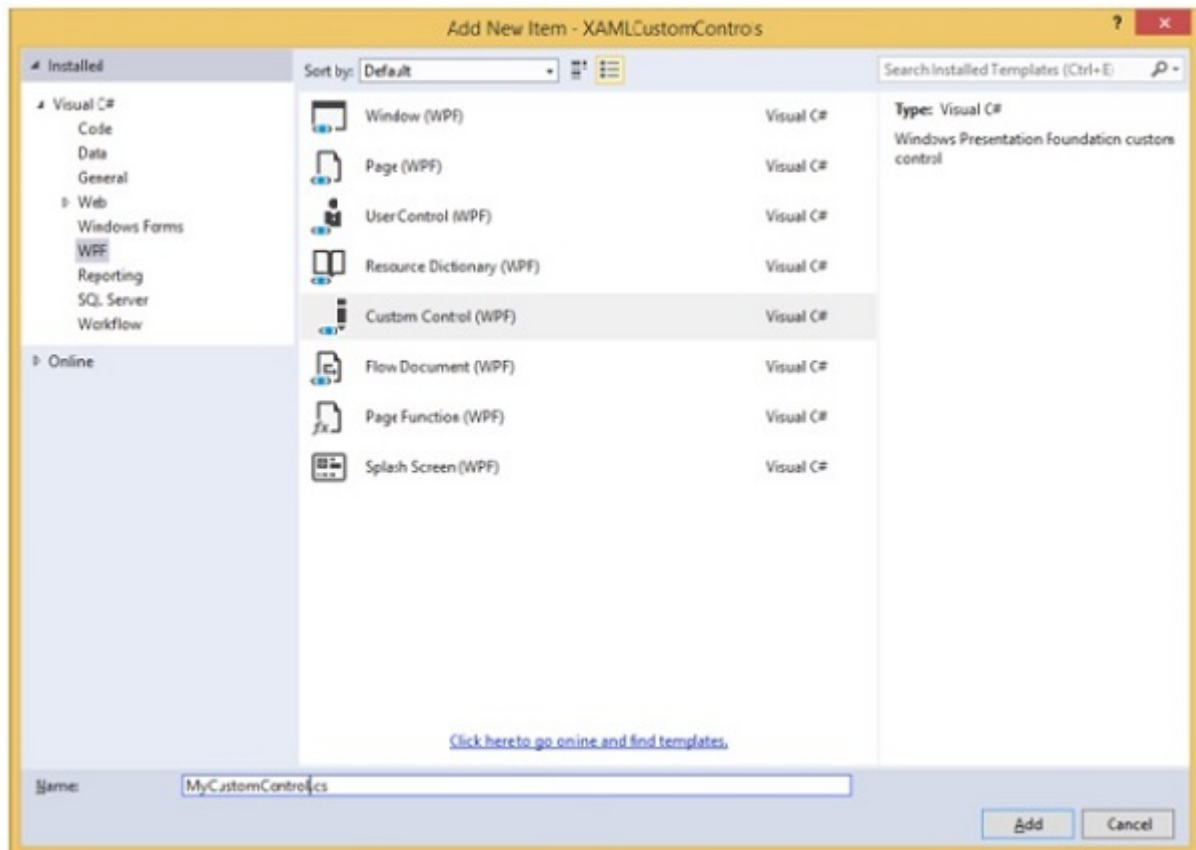 Add New Item - XAMLCustomControls
?
Installed
Visual C#
Code
Data
General
Web
Windows Forms
WPF
Reporting
SQL Server
Workflow
Online
Sort by: Default
Search Installed Templates (Ctrl+E)
Window (WPF) Visual C#
Page (WPF) Visual C#
User Control (WPF) Visual C#
Resource Dictionary (WPF) Visual C#
Custom Control (WPF) Visual C#
Flow Document (WPF) Visual C#
Page Function (WPF) Visual C#
Splash Screen (WPF) Visual C#
Click here to go online and find templates.
Type: Visual C#
Windows Presentation Foundation custom
control
Name: MyCustomControl.cs
Add Cancel